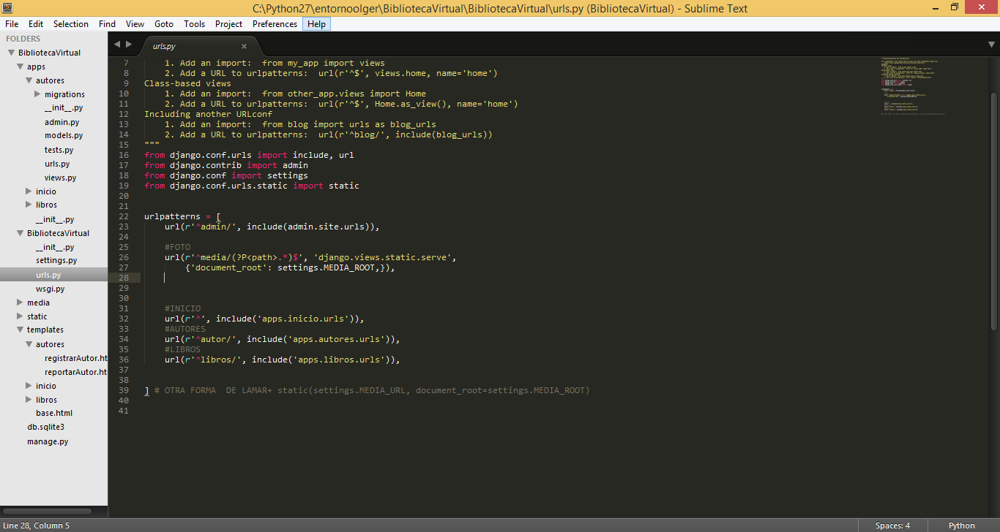 C:\Python27\entornoolger\BibliotecaVirtual\BibliotecaVirtual\urls.py (BibliotecaVirtual) - Sublime Text
File Edit Selection Find View Goto Tools Project Preferences Help
FOLDERS
BibliotecaVirtual
apps
autores
migrations
__init__.py
admin.py
models.py
tests.py
urls.py
views.py
inicio
libros
__init__.py
BibliotecaVirtual
__init__.py
settings.py
urls.py
wsgi.py
media
static
templates
autores
registrarAutor.ht
reportarAutor.ht
inicio
libros
base.html
db.sqlite3
manage.py
urls.py
7     1. Add an import:  from my_app import views
8     2. Add a URL to urlpatterns:  url(r'^$', views.home, name='home')
9 Class-based views
10     1. Add an import:  from other_app.views import Home
11     2. Add a URL to urlpatterns:  url(r'^$', Home.as_view(), name='home')
12 Including another URLconf
13     1. Add an import:  from blog import urls as blog_urls
14     2. Add a URL to urlpatterns:  url(r'^blog/', include(blog_urls))
15 """
16 from django.conf.urls import include, url
17 from django.contrib import admin
18 from django.conf import settings
19 from django.conf.urls.static import static
20
21
22 urlpatterns = [
23     url(r'^admin/', include(admin.site.urls)),
24
25     #FOTO
26     url(r'^media/(?P<path>.*)$', 'django.views.static.serve',
27         {'document_root': settings.MEDIA_ROOT,}),
28
29
30
31     #INICIO
32     url(r'^', include('apps.inicio.urls')),
33     #AUTORES
34     url(r'^autor/', include('apps.autores.urls')),
35     #LIBROS
36     url(r'^libros/', include('apps.libros.urls')),
37
38
39 ] # OTRA FORMA  DE LAMAR+ static(settings.MEDIA_URL, document_root=settings.MEDIA_ROOT)
40
41
Line 28, Column 5
Spaces: 4
Python